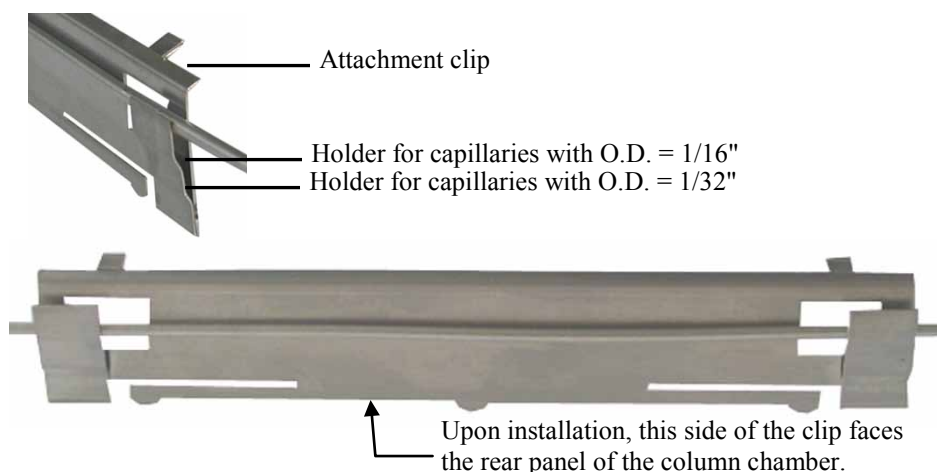 Attachment clip
Holder for capillaries with O.D. = 1/16"
Holder for capillaries with O.D. = 1/32"
Upon installation, this side of the clip faces
the rear panel of the column chamber.